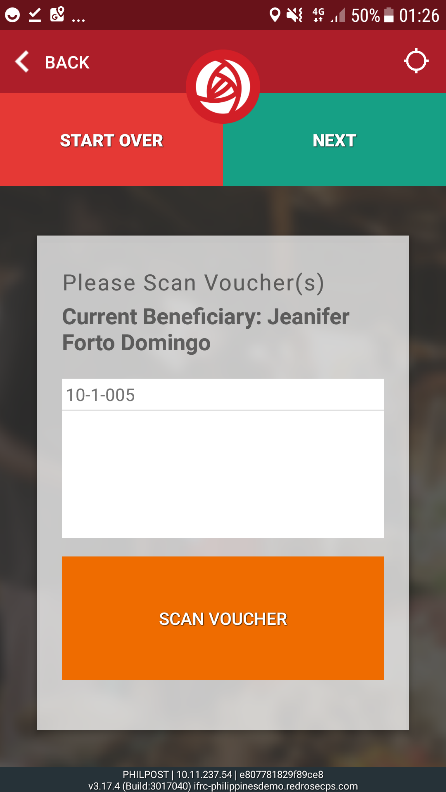 ... 4G 50% 01:26
BACK
START OVER
NEXT
Please Scan Voucher(s)
Current Beneficiary: Jeanifer
Forto Domingo
10-1-005
SCAN VOUCHER
PHILPOST | 10.11.237.54 | e807781829f89ce8
v3.17.4 (Build:3017040) ifrc-philippinesdemo.redrosecps.com